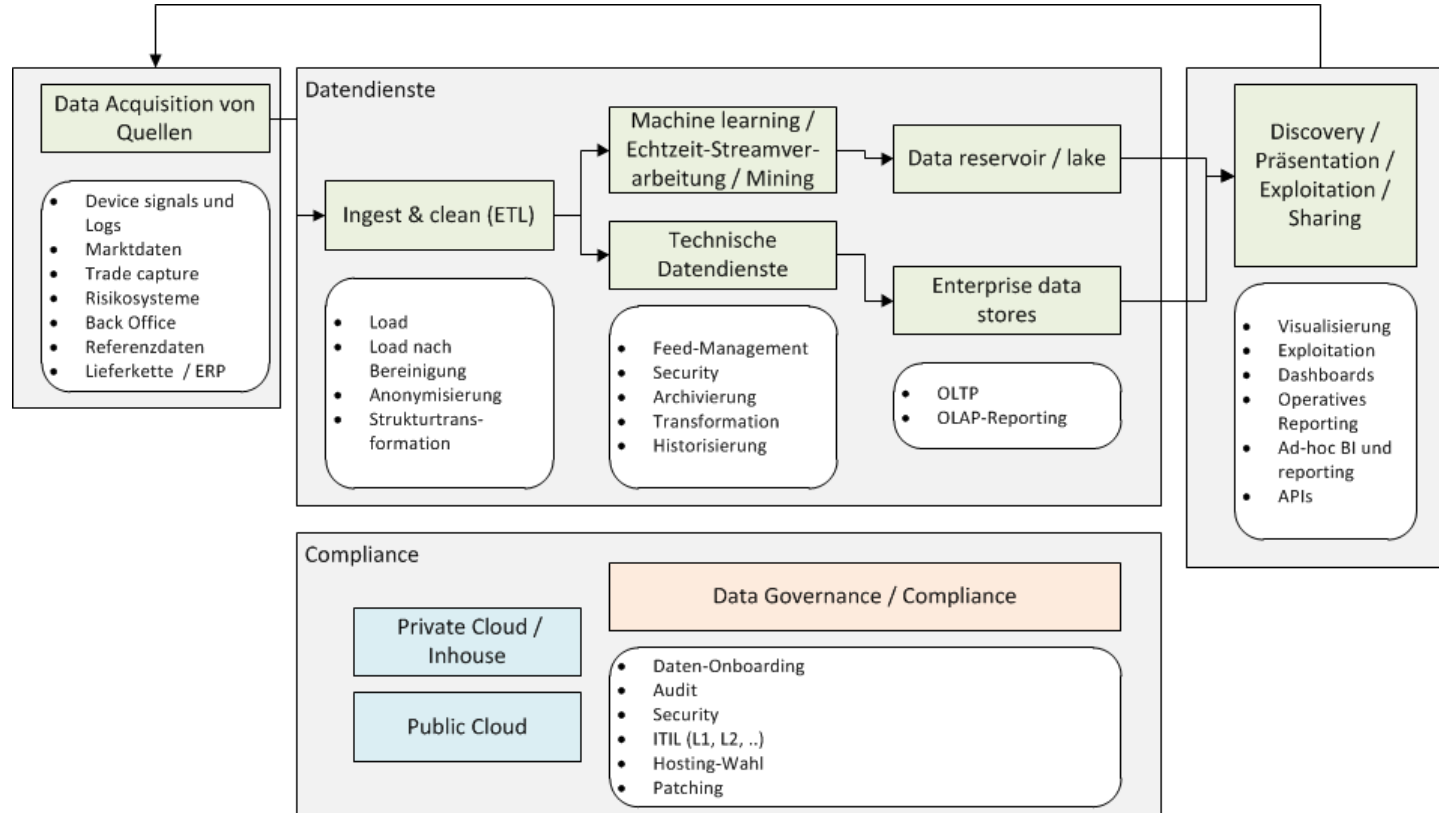 Data Acquisition von
Quellen
Device signals und
Logs
Marktdaten
Trade capture
Risikosysteme
Back Office
Referenzdaten
Lieferkette / ERP
Datendienste
Ingest & clean (ETL)
Load
Load nach
Bereinigung
Anonymisierung
Strukturtrans-
formation
Machine learning /
Echtzeit-Streamver-
arbeitung / Mining
Technische
Datendienste
Feed-Management
Security
Archivierung
Transformation
Historisierung
Data reservoir / lake
Enterprise data
stores
OLTP
OLAP-Reporting
Discovery /
Präsentation /
Exploitation /
Sharing
Visualisierung
Exploitation
Dashboards
Operatives
Reporting
Ad-hoc BI und
reporting
APIs
Compliance
Private Cloud /
Inhouse
Public Cloud
Data Governance / Compliance
Daten-Onboarding
Audit
Security
ITIL (L1, L2, ..)
Hosting-Wahl
Patching